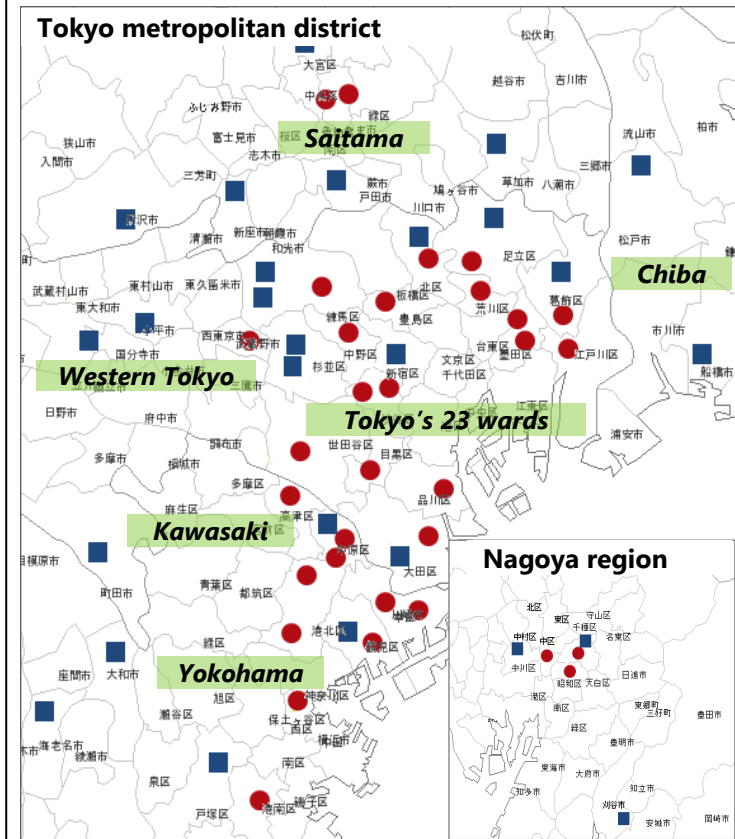 Tokyo metropolitan district
松伏町
大宮区
越谷市
吉川市
ふじみ野市
緑区
柏市
富士見市
桜区
流山市
狭山市
入間市
志木市
南区
Saitama
三芳町
蕨市
戸田市
鳩ヶ谷市
草加市
八潮市
三郷市
川口市
新座市
朝霞市
清瀬市
和光市
足立区
松戸市
武蔵村山市
東村山市
東久留米市
北区
板橋区
葛飾区
Chiba
東大和市
練馬区
豊島区
荒川区
市川市
西東京市
国分寺市
中野区
杉並区
新宿区
文京区
千代田区
台東区
墨田区
江戸川区
船橋市
Western Tokyo
三鷹市
日野市
府中市
Tokyo's 23 wards
江東区
浦安市
調布市
世田谷区
目黒区
多摩市
稲城市
多摩区
品川区
麻生区
高津区
Kawasaki
中原区
大田区
町田市
青葉区
都筑区
緑区
港北区
鶴見区
Yokohama
座間市
大和市
旭区
神奈川区
瀬谷区
保土ヶ谷区
西区
海老名市
綾瀬市
南区
泉区
戸塚区
港南区
磯子区
Nagoya region
北区
東区
守山区
千種区
中村区
中区
名東区
中川区
昭和区
天白区
日進市
港区
南区
東郷町
三好町
緑区
豊田市
豊明市
東海市
大府市
知多市
知立市
刈谷市
安城市
岡崎市